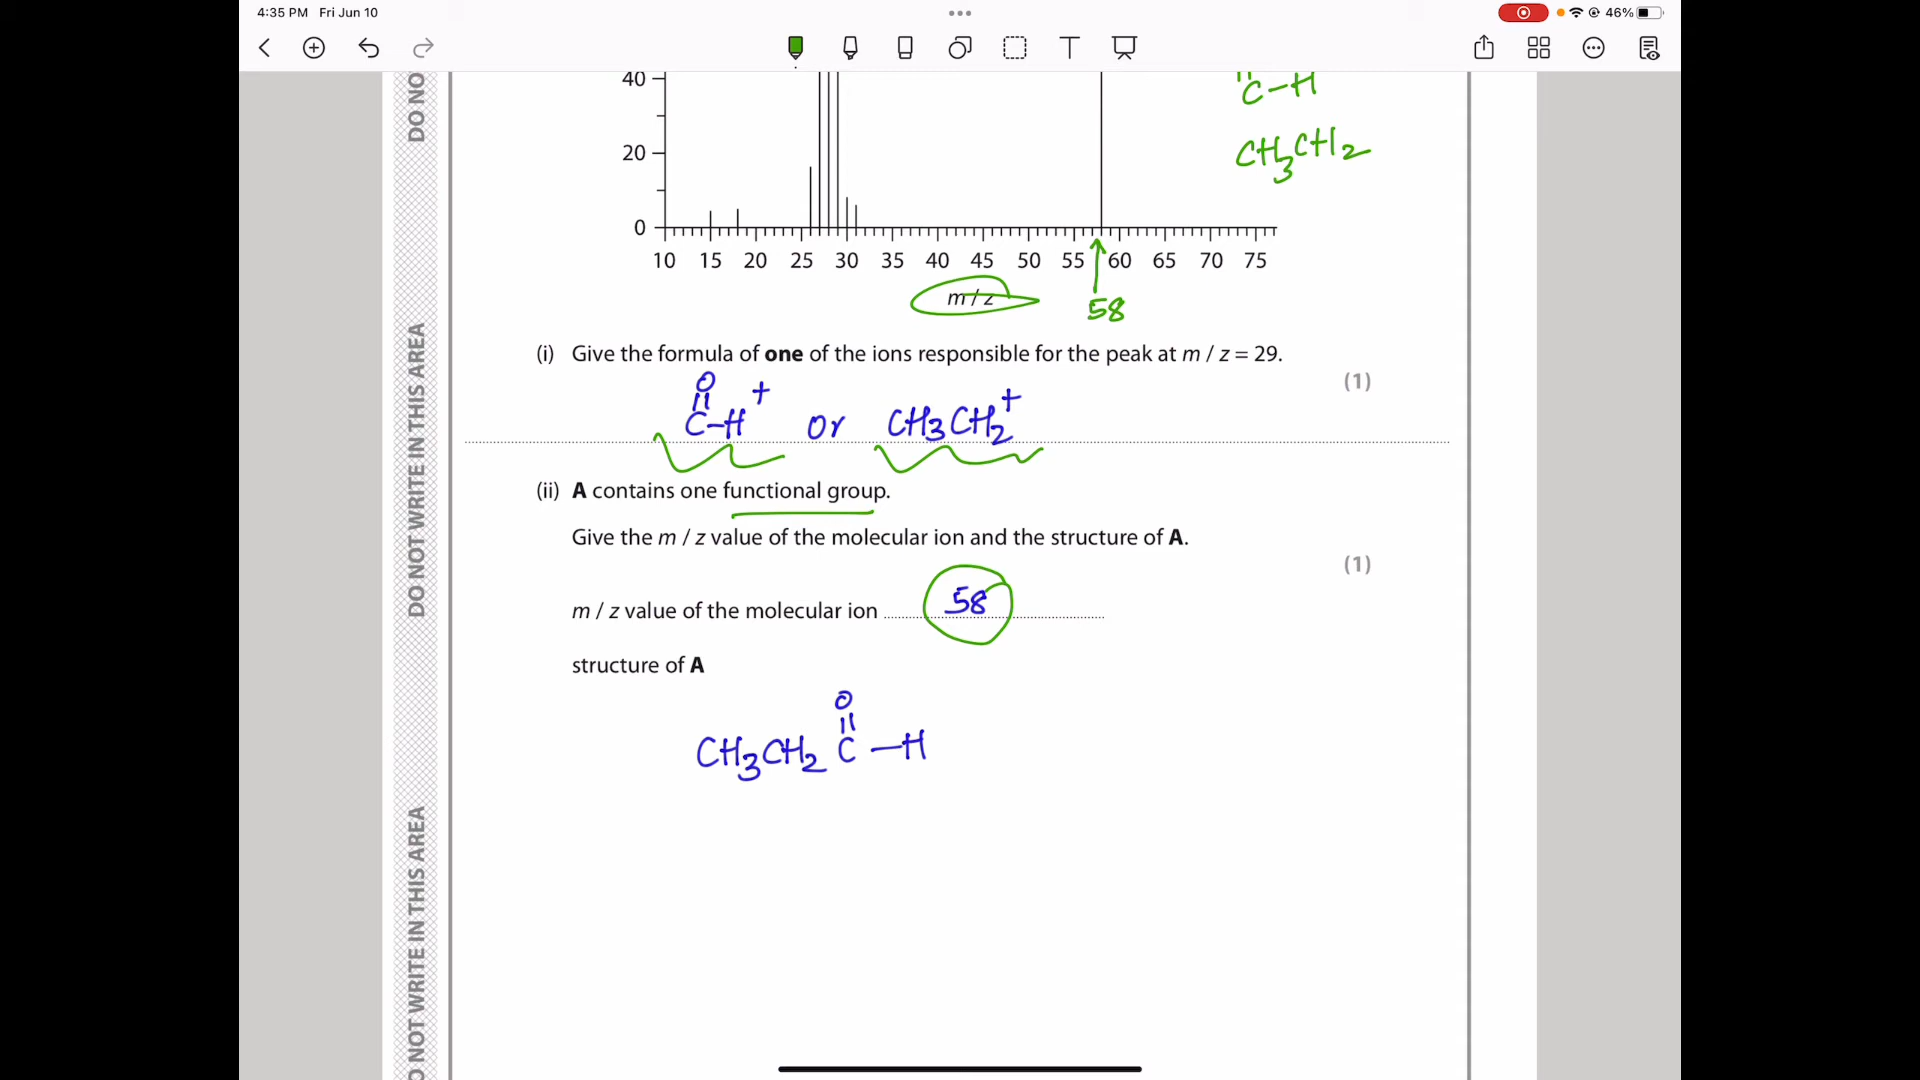 4:35 PM Fri Jun 10
46%
DO NO
DO NOT WRITE IN THIS AREA
O NOT WRITE IN THIS AREA
40
20
0
10 15 20 25 30 35 40 45 50 55 60 65 70 75
m / z
58
C-H
CH3CH2
(i) Give the formula of one of the ions responsible for the peak at m / z = 29.
(1)
O
||
C-H + or CH3CH2+
(ii) A contains one functional group.
Give the m / z value of the molecular ion and the structure of A.
(1)
m / z value of the molecular ion 58
structure of A
O
||
CH3CH2 C-H